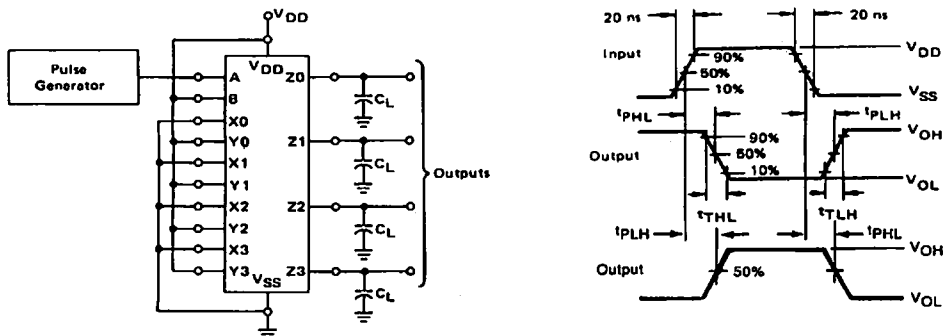 VDD
Pulse
Generator
VDD
A
B
X0
Y0
X1
Y1
X2
Y2
X3
Y3
VSS
Z0
Z1
Z2
Z3
CL
CL
CL
CL
Outputs
20 ns
20 ns
Input
90%
50%
10%
VDD
VSS
tPHL
tPLH
Output
90%
50%
10%
VOH
VOL
tTHL
tTLH
tPLH
tPHL
Output
50%
VOH
VOL